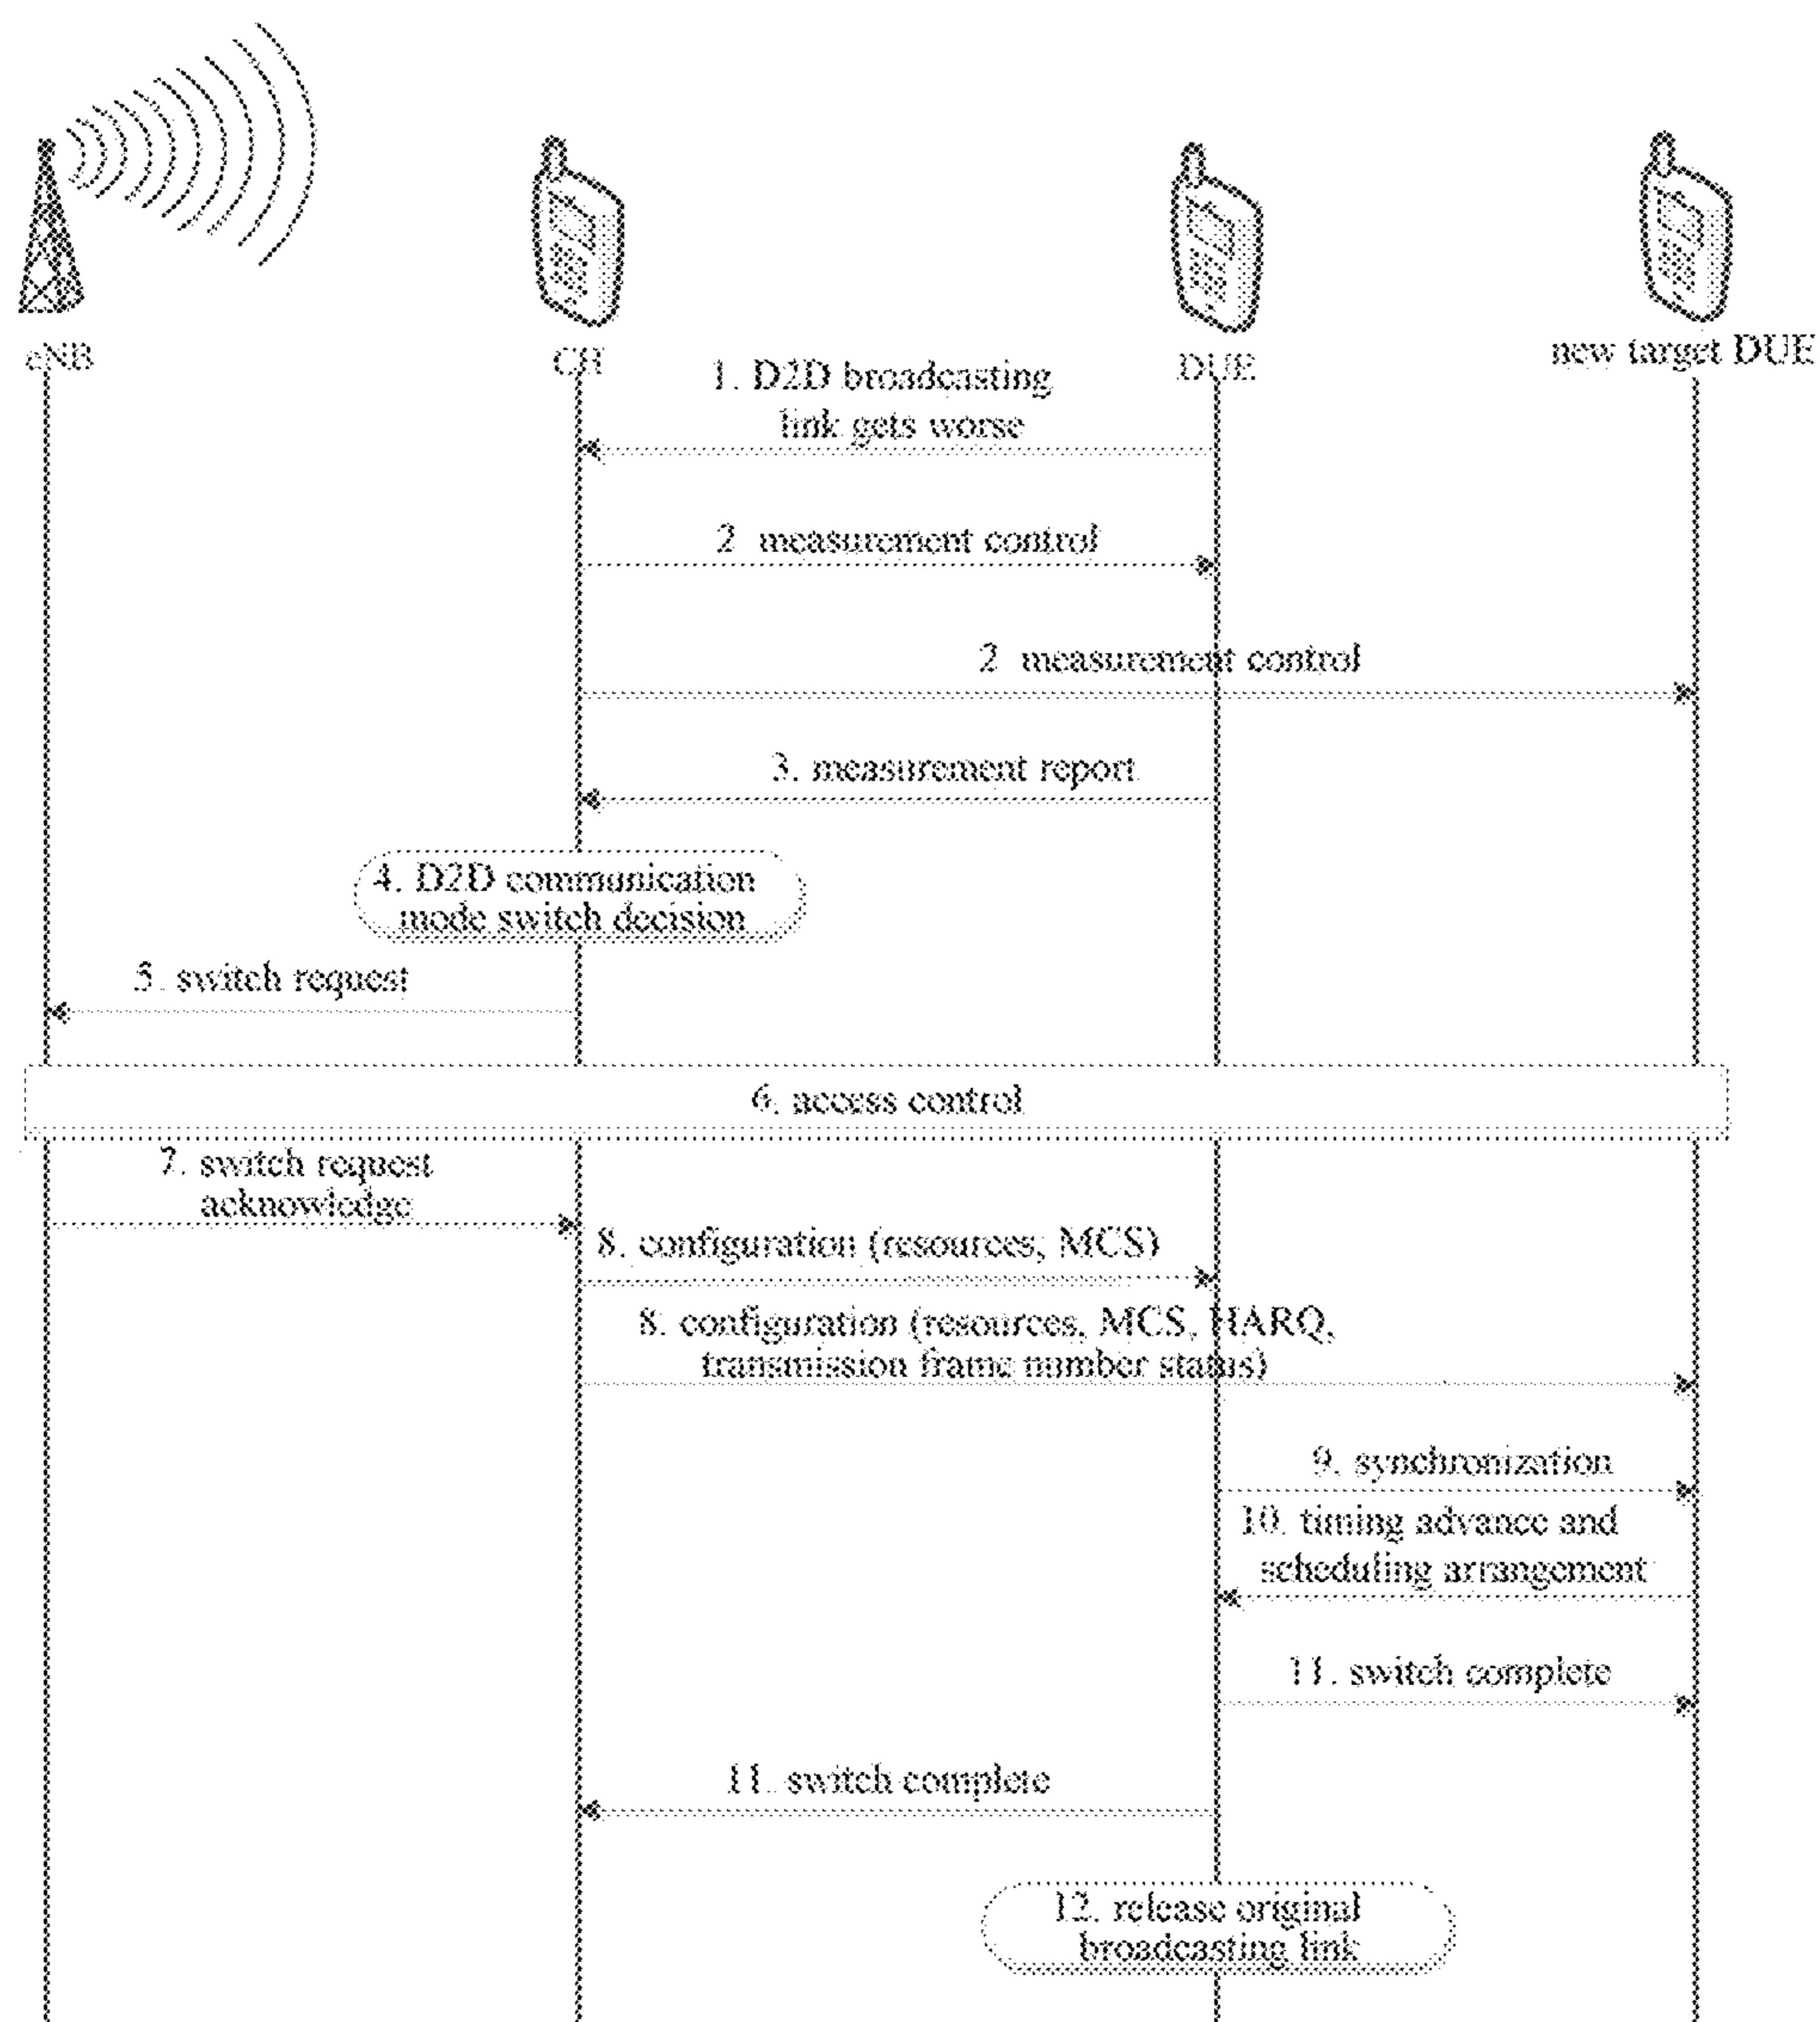 eNB
CH
DUE
new target DUE
1. D2D broadcasting
link gets worse
2 measurement control
2 measurement control
3. measurement report
4. D2D communication
mode switch decision
5. switch request
6. access control
7. switch request
acknowledge
8. configuration (resources, MCS)
8. configuration (resources, MCS, HARQ,
transmission frame number status)
9. synchronization
10. timing advance and
scheduling arrangement
11. switch complete
11. switch complete
12. release original
broadcasting link